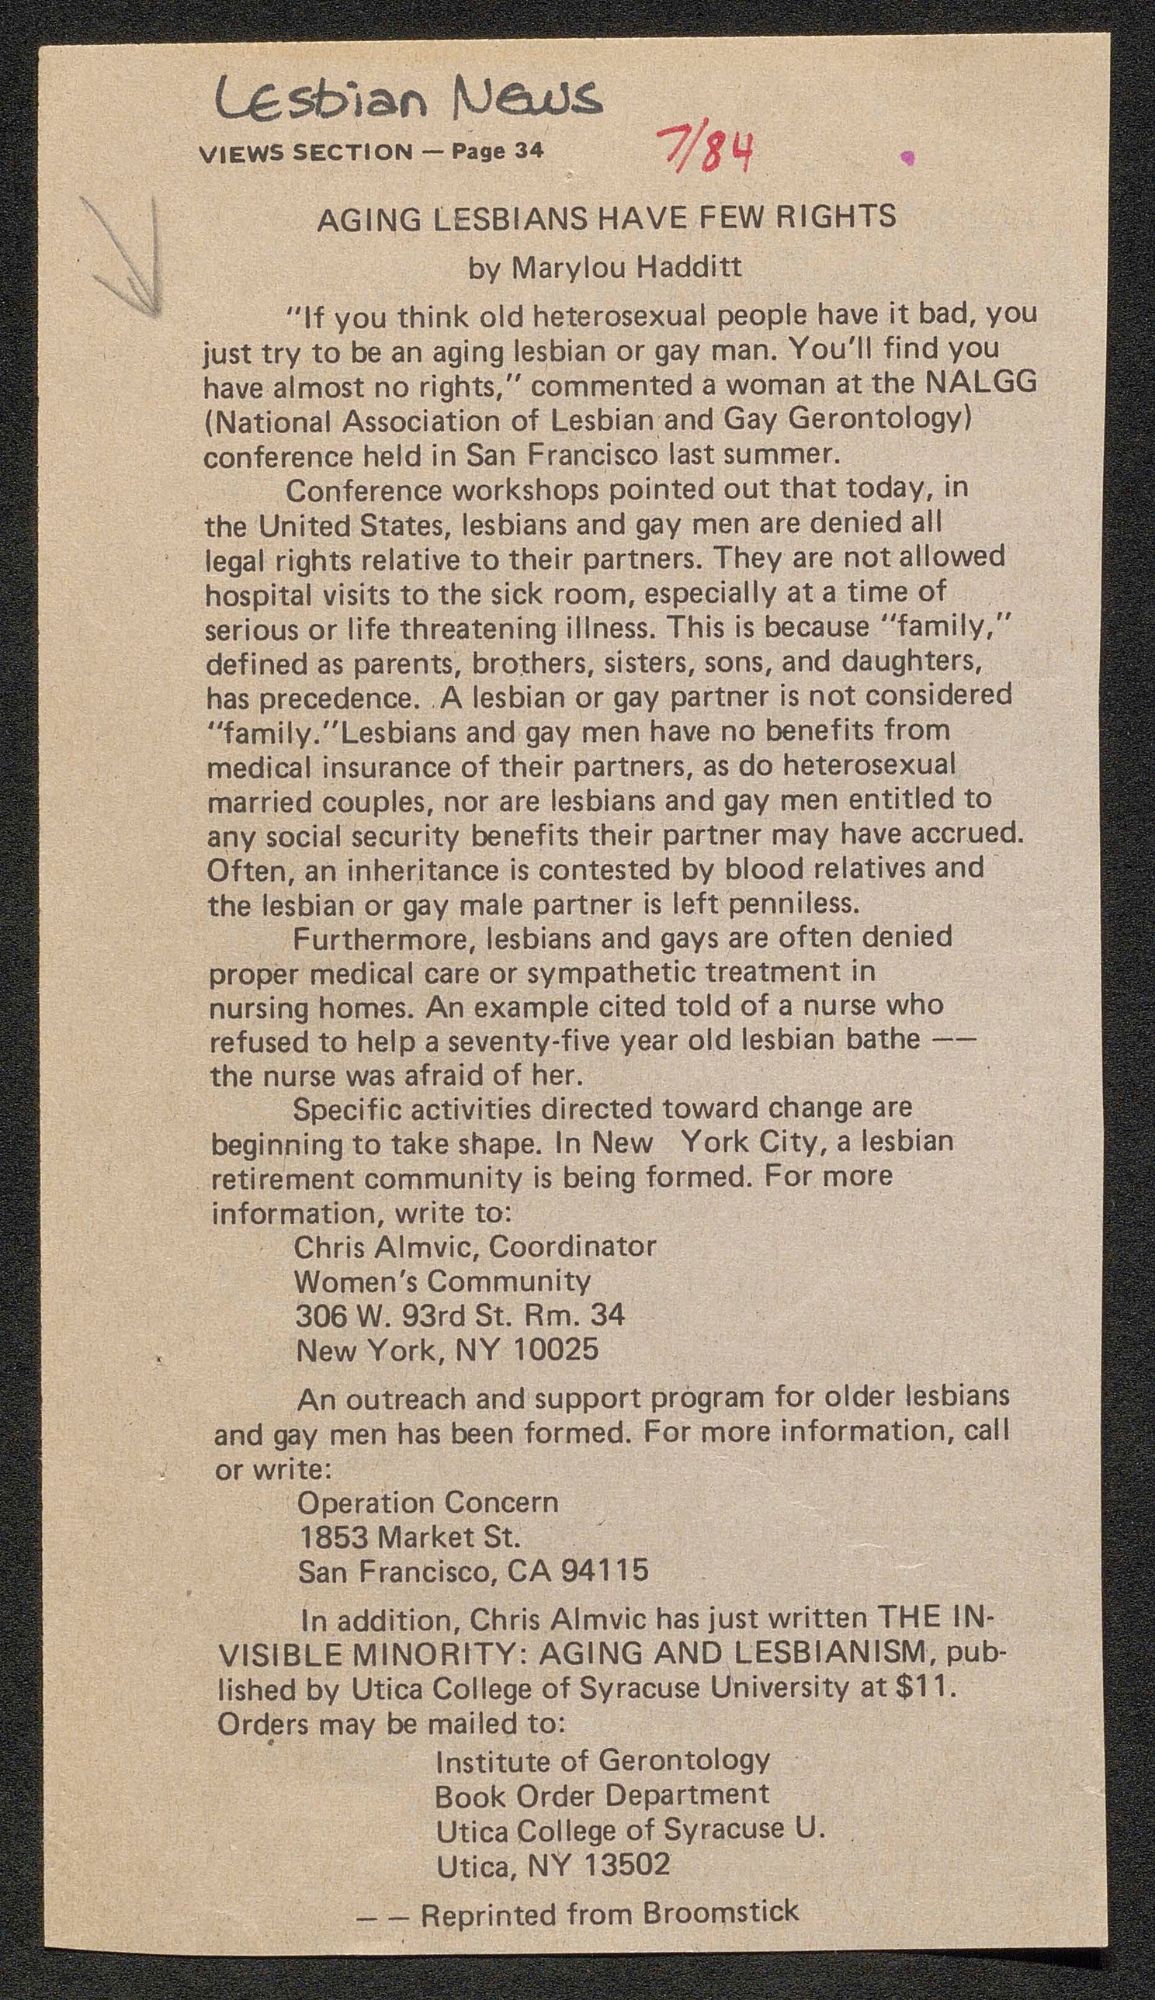 Lesbian News
VIEWS SECTION — Page 34
7/84
AGING LESBIANS HAVE FEW RIGHTS
by Marylou Hadditt
"If you think old heterosexual people have it bad, you
just try to be an aging lesbian or gay man. You'll find you
have almost no rights," commented a woman at the NALGG
(National Association of Lesbian and Gay Gerontology)
conference held in San Francisco last summer.
Conference workshops pointed out that today, in
the United States, lesbians and gay men are denied all
legal rights relative to their partners. They are not allowed
hospital visits to the sick room, especially at a time of
serious or life threatening illness. This is because "family,"
defined as parents, brothers, sisters, sons, and daughters,
has precedence. A lesbian or gay partner is not considered
"family."Lesbians and gay men have no benefits from
medical insurance of their partners, as do heterosexual
married couples, nor are lesbians and gay men entitled to
any social security benefits their partner may have accrued.
Often, an inheritance is contested by blood relatives and
the lesbian or gay male partner is left penniless.
Furthermore, lesbians and gays are often denied
proper medical care or sympathetic treatment in
nursing homes. An example cited told of a nurse who
refused to help a seventy-five year old lesbian bathe ——
the nurse was afraid of her.
Specific activities directed toward change are
beginning to take shape. In New York City, a lesbian
retirement community is being formed. For more
information, write to:
Chris Almvic, Coordinator
Women's Community
306 W. 93rd St. Rm. 34
New York, NY 10025
An outreach and support program for older lesbians
and gay men has been formed. For more information, call
or write:
Operation Concern
1853 Market St.
San Francisco, CA 94115
In addition, Chris Almvic has just written THE IN-
VISIBLE MINORITY: AGING AND LESBIANISM, pub-
lished by Utica College of Syracuse University at $11.
Orders may be mailed to:
Institute of Gerontology
Book Order Department
Utica College of Syracuse U.
Utica, NY 13502
— — Reprinted from Broomstick